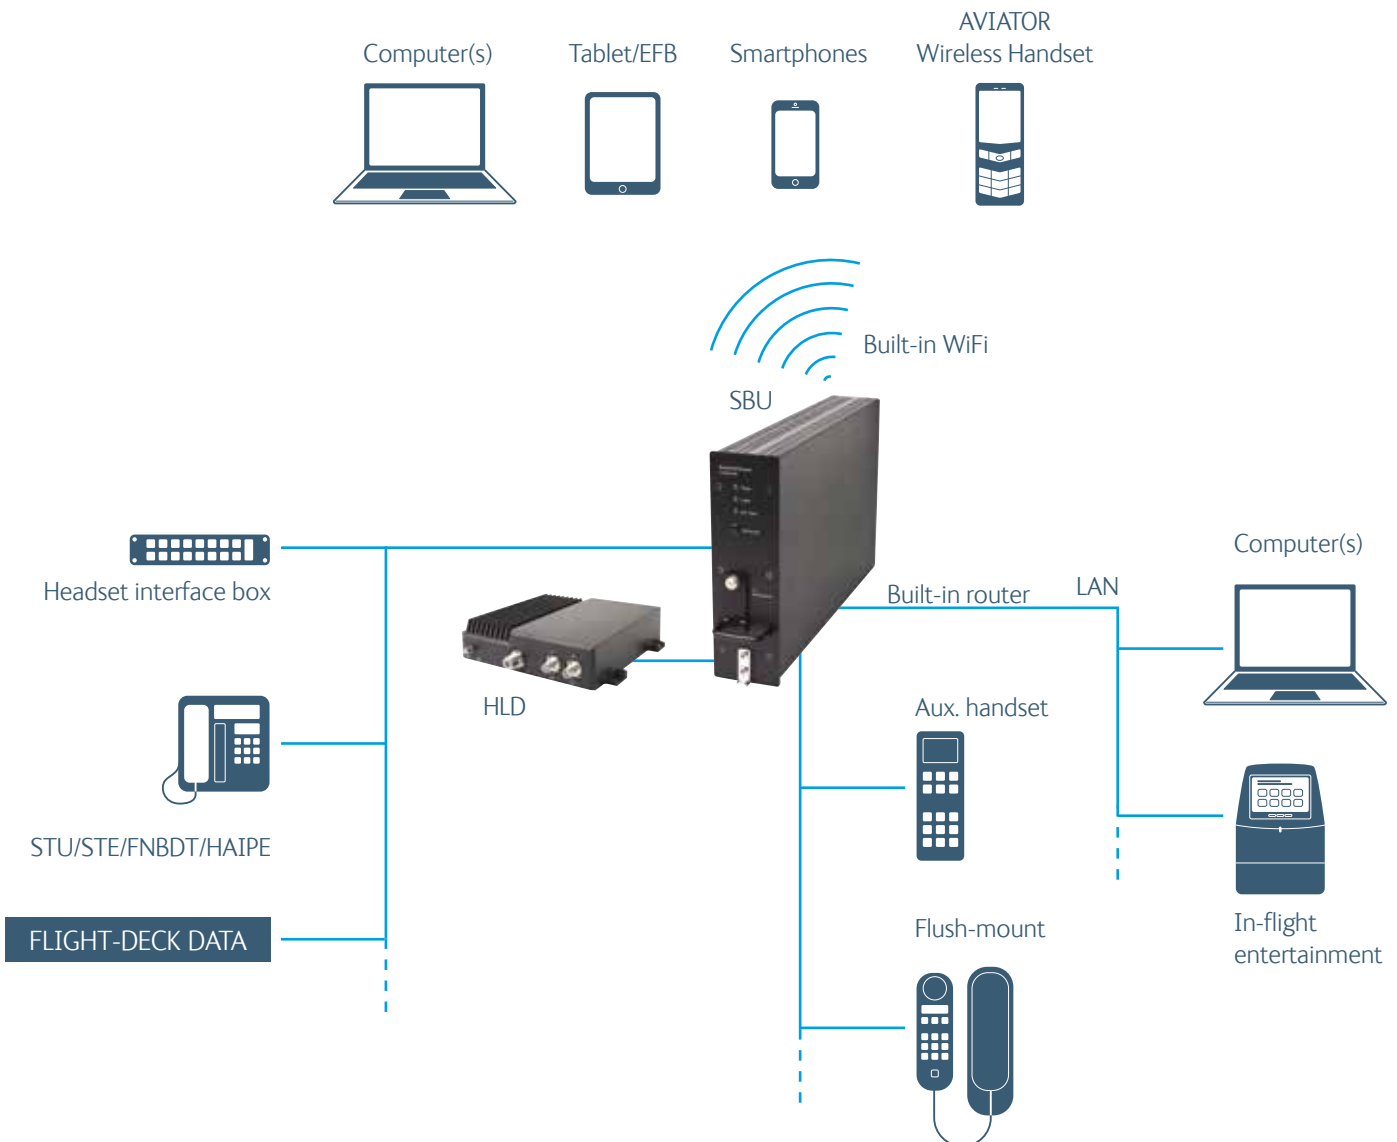 AVIATOR
Computer(s)
Tablet/EFB
Smartphones
Wireless Handset
Built-in WiFi
SBU
Headset interface box
Computer(s)
Built-in router
LAN
HLD
Aux. handset
STU/STE/FNBDT/HAIPE
FLIGHT-DECK DATA
Flush-mount
In-flight
entertainment